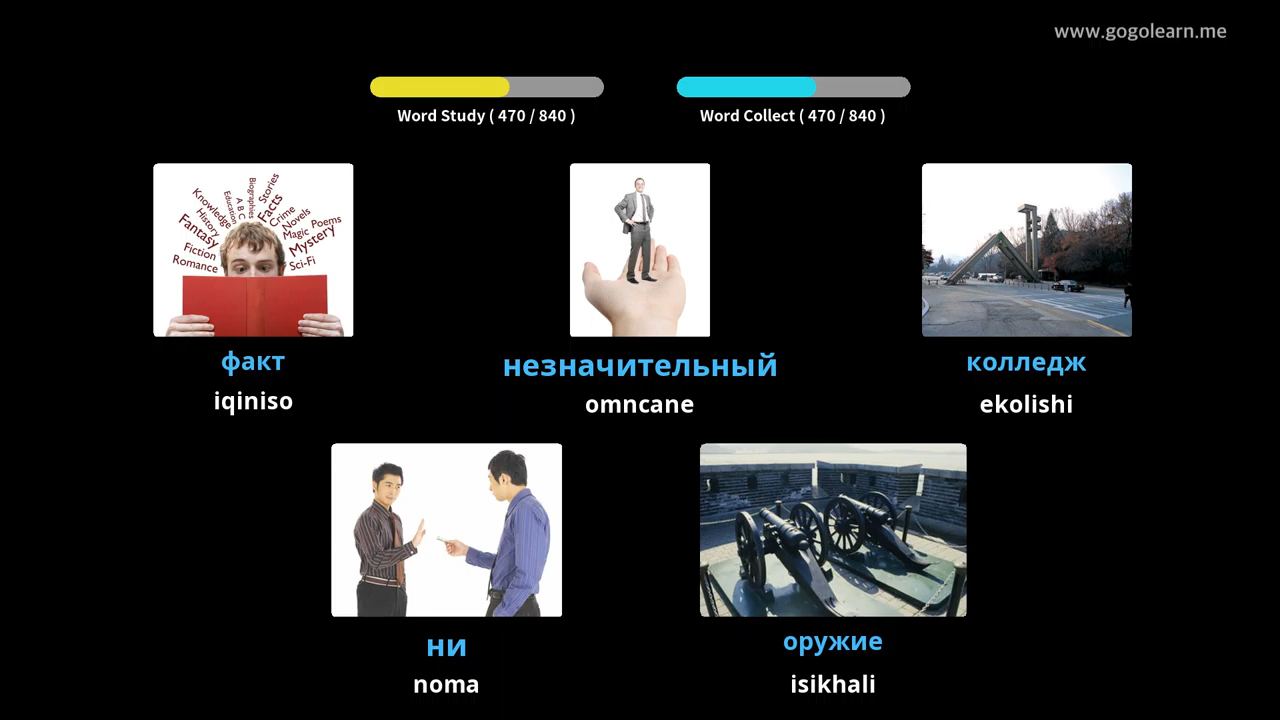 www.gogolearn.me
Word Study ( 470 / 840 )
Word Collect ( 470 / 840 )
Knowledge
History
Fantasy
Fiction
Romance
Education
A B C
Biographies
Stories
Facts
Crime
Novels
Magic
Poems
Mystery
Sci-Fi
факт
iqiniso
незначительный
omncane
колледж
ekolishi
ни
noma
оружие
isikhali